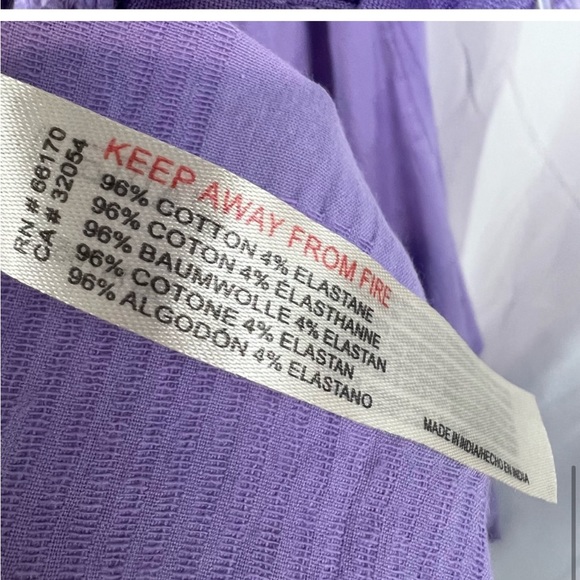 RN # 66170
CA # 32054
KEEP AWAY FROM FIRE
96% COTTON 4% ELASTANE
96% COTON 4% ÉLASTHANNE
96% BAUMWOLLE 4% ELASTAN
96% COTONE 4% ELASTAN
96% ALGODÓN 4% ELASTANO
MADE IN INDIA/HECHO EN INDIA